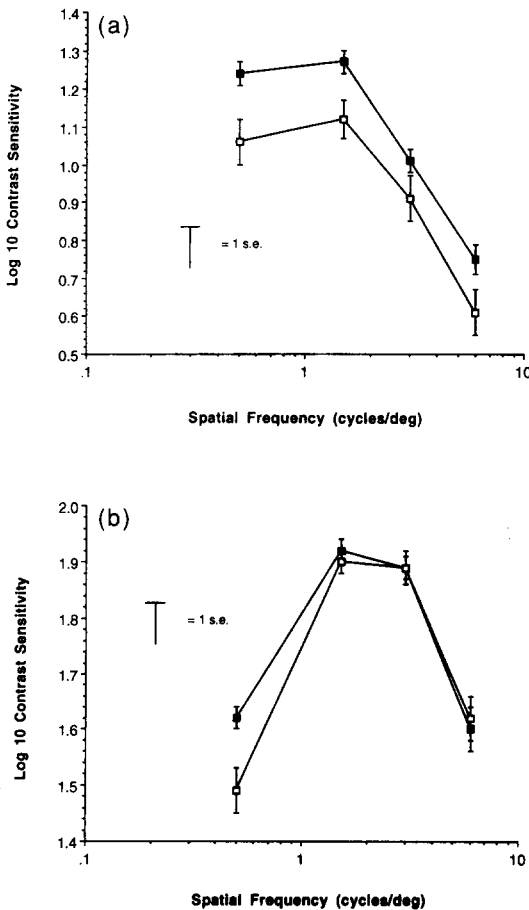 (a)
1.4
1.3
1.2
1.1
1.0
0.9
0.8
0.7
0.6
0.5
Log 10 Contrast Sensitivity
= 1 s.e.
.1
1
10
Spatial Frequency (cycles/deg)
(b)
2.0
1.9
1.8
1.7
1.6
1.5
1.4
Log 10 Contrast Sensitivity
= 1 s.e.
.1
1
10
Spatial Frequency (cycles/deg)